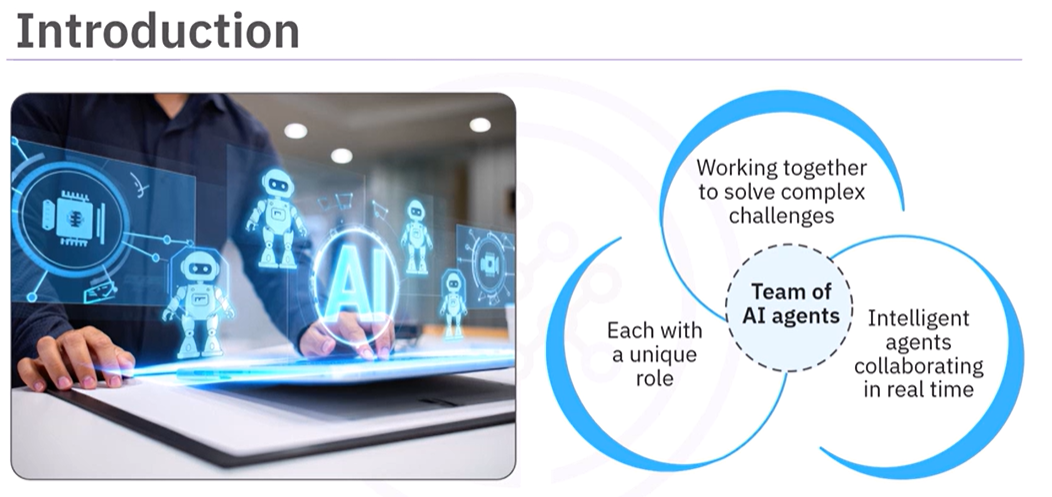 Introduction
AI
Working together
to solve complex
challenges
Team of
AI agents
Each with
a unique
role
Intelligent
agents
collaborating
in real time